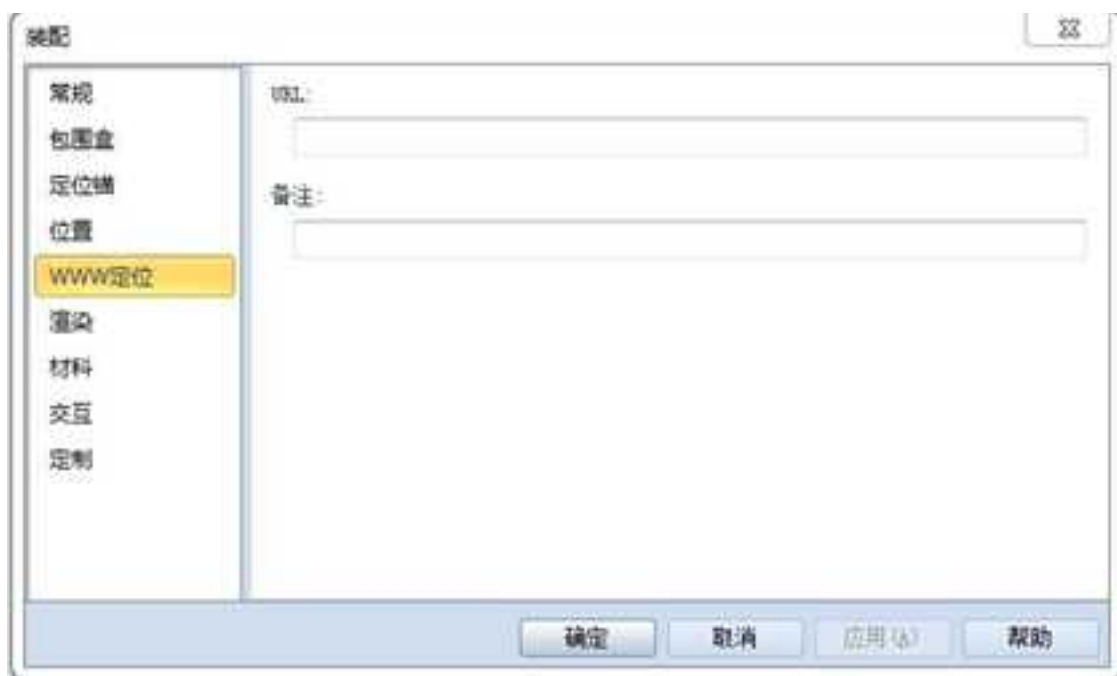 装配
常规
包围盒
定位锚
位置
WWW定位
渲染
材料
交互
定制
URL:
备注:
确定
取消
应用(A)
帮助